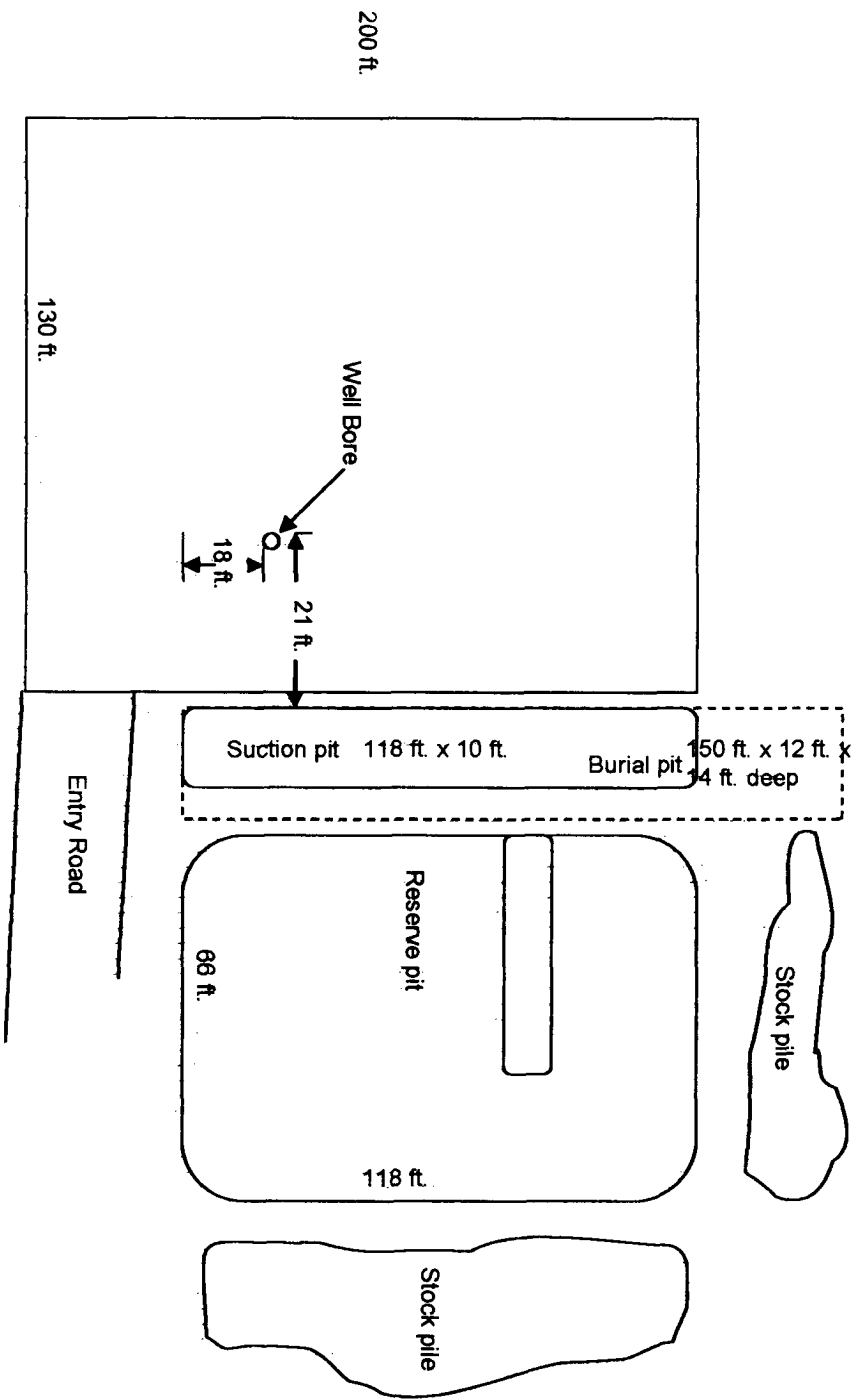 200 ft.
130 ft.
Well Bore
18 ft.
21 ft.
Suction pit 118 ft. x 10 ft.
Burial pit 150 ft. x 12 ft. x
14 ft. deep
Entry Road
Reserve pit
66 ft.
118 ft.
Stock pile
Stock pile